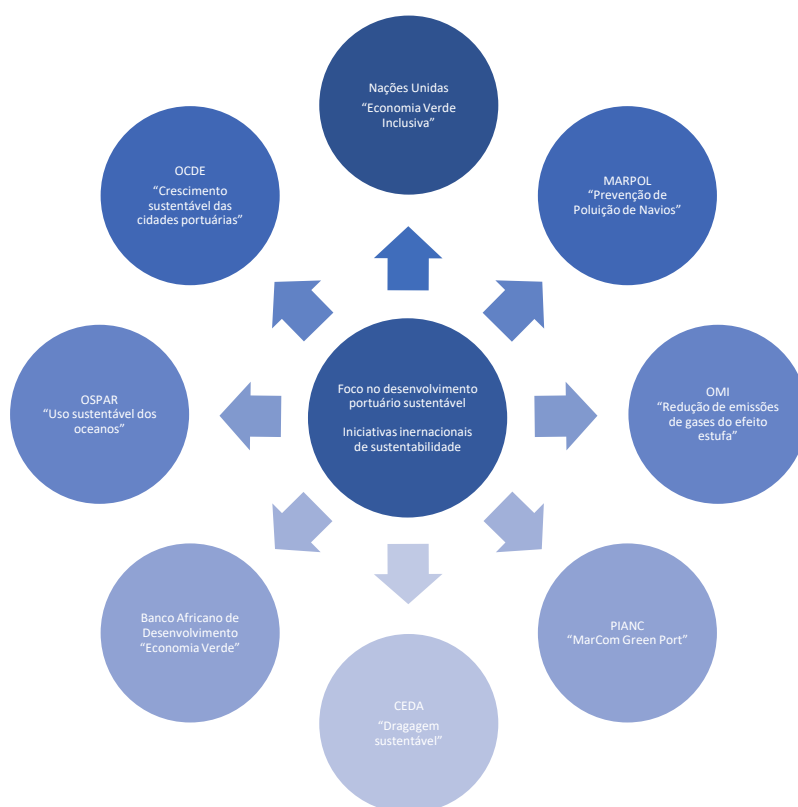 Nações Unidas
“Economia Verde
Inclusiva”
MARPOL
“Prevenção de
Poluição de Navios”
OMI
“Redução de emissões
de gases do efeito
estufa”
PIANC
“MarCom Green Port”
CEDA
“Dragagem
sustentável”
Banco Africano de
Desenvolvimento
“Economia Verde”
OSPAR
“Uso sustentável dos
oceanos”
OCDE
“Crescimento
sustentável das
cidades portuárias”
Foco no desenvolvimento
portuário sustentável
Iniciativas inernacionais
de sustentabilidade